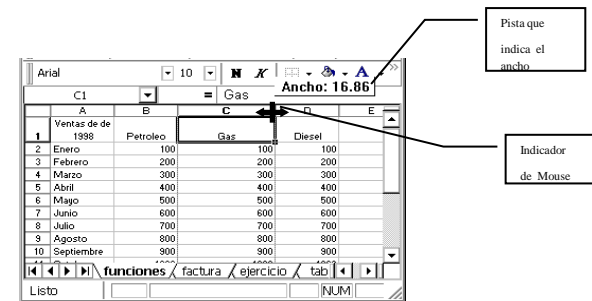 Pista que
indica el
ancho
Arial 10 N K A »
Ancho: 16.86
C1 = Gas
A B C D E
Ventas de de
1 1998 Petroleo Gas Diesel
2 Enero 100 100 100
3 Febrero 200 200 200
4 Marzo 300 300 300
5 Abril 400 400 400
6 Mayo 500 500 500
7 Junio 600 600 600
8 Julio 700 700 700
9 Agosto 800 800 800
10 Septiembre 900 900 900
funciones factura ejercicio tab
Listo NUM
Indicador
de Mouse